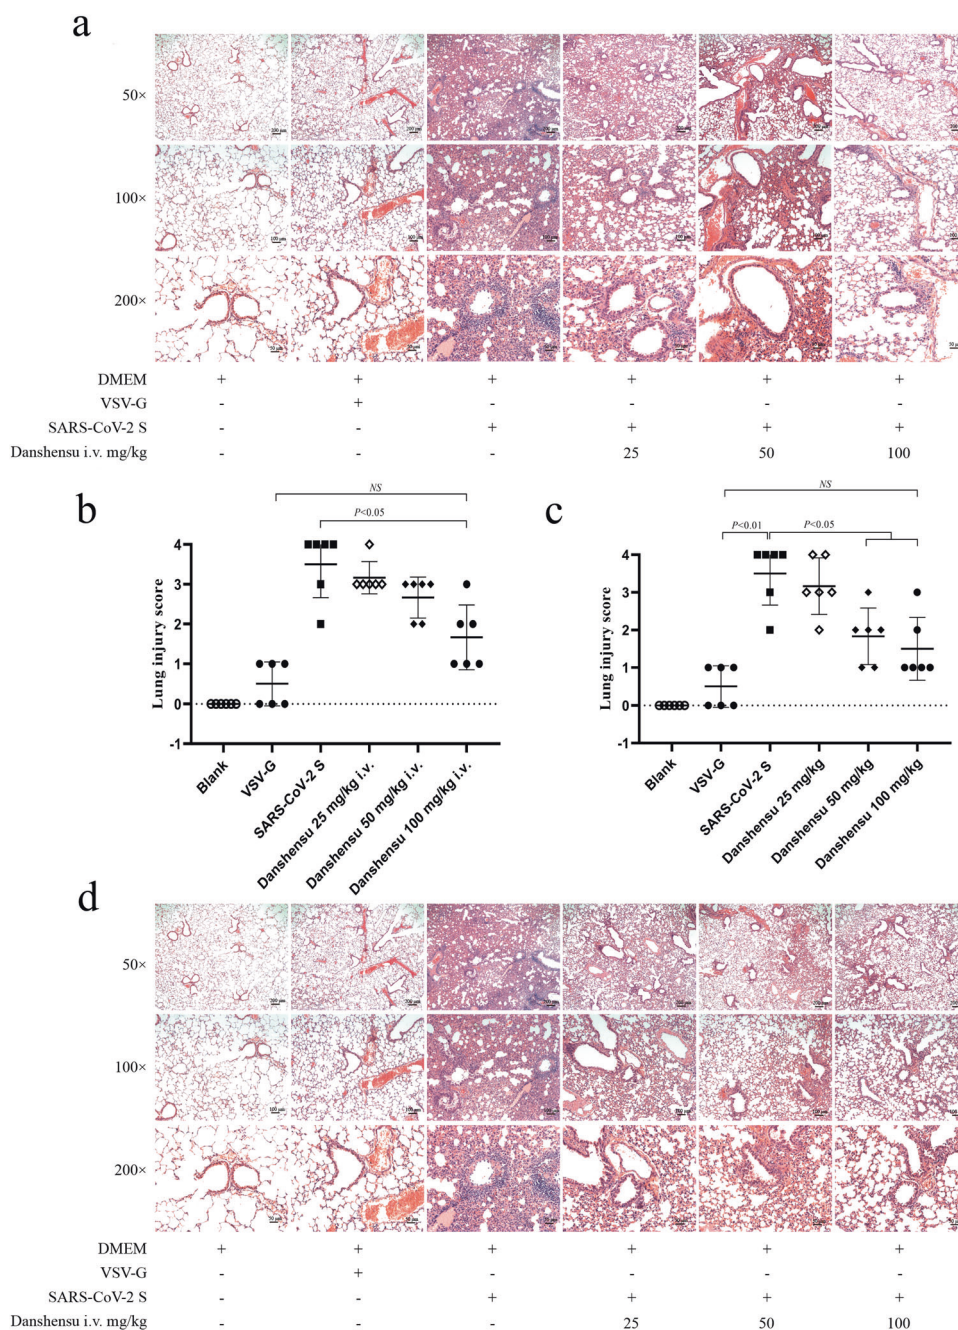 a
50×
100×
200×
DMEM + + + + + +
VSV-G - + - - - -
SARS-CoV-2 S - - + + + +
Danshensu i.v. mg/kg - - - 25 50 100
b
NS
P<0.05
Lung injury score
4
3
2
1
0
-1
Blank
VSV-G
SARS-CoV-2 S
Danshensu 25 mg/kg i.v.
Danshensu 50 mg/kg i.v.
Danshensu 100 mg/kg i.v.
c
NS
P<0.01
P<0.05
Lung injury score
4
3
2
1
0
-1
Blank
VSV-G
SARS-CoV-2 S
Danshensu 25 mg/kg
Danshensu 50 mg/kg
Danshensu 100 mg/kg
d
50×
100×
200×
DMEM + + + + + +
VSV-G - + - - - -
SARS-CoV-2 S - - + + + +
Danshensu i.v. mg/kg - - - 25 50 100